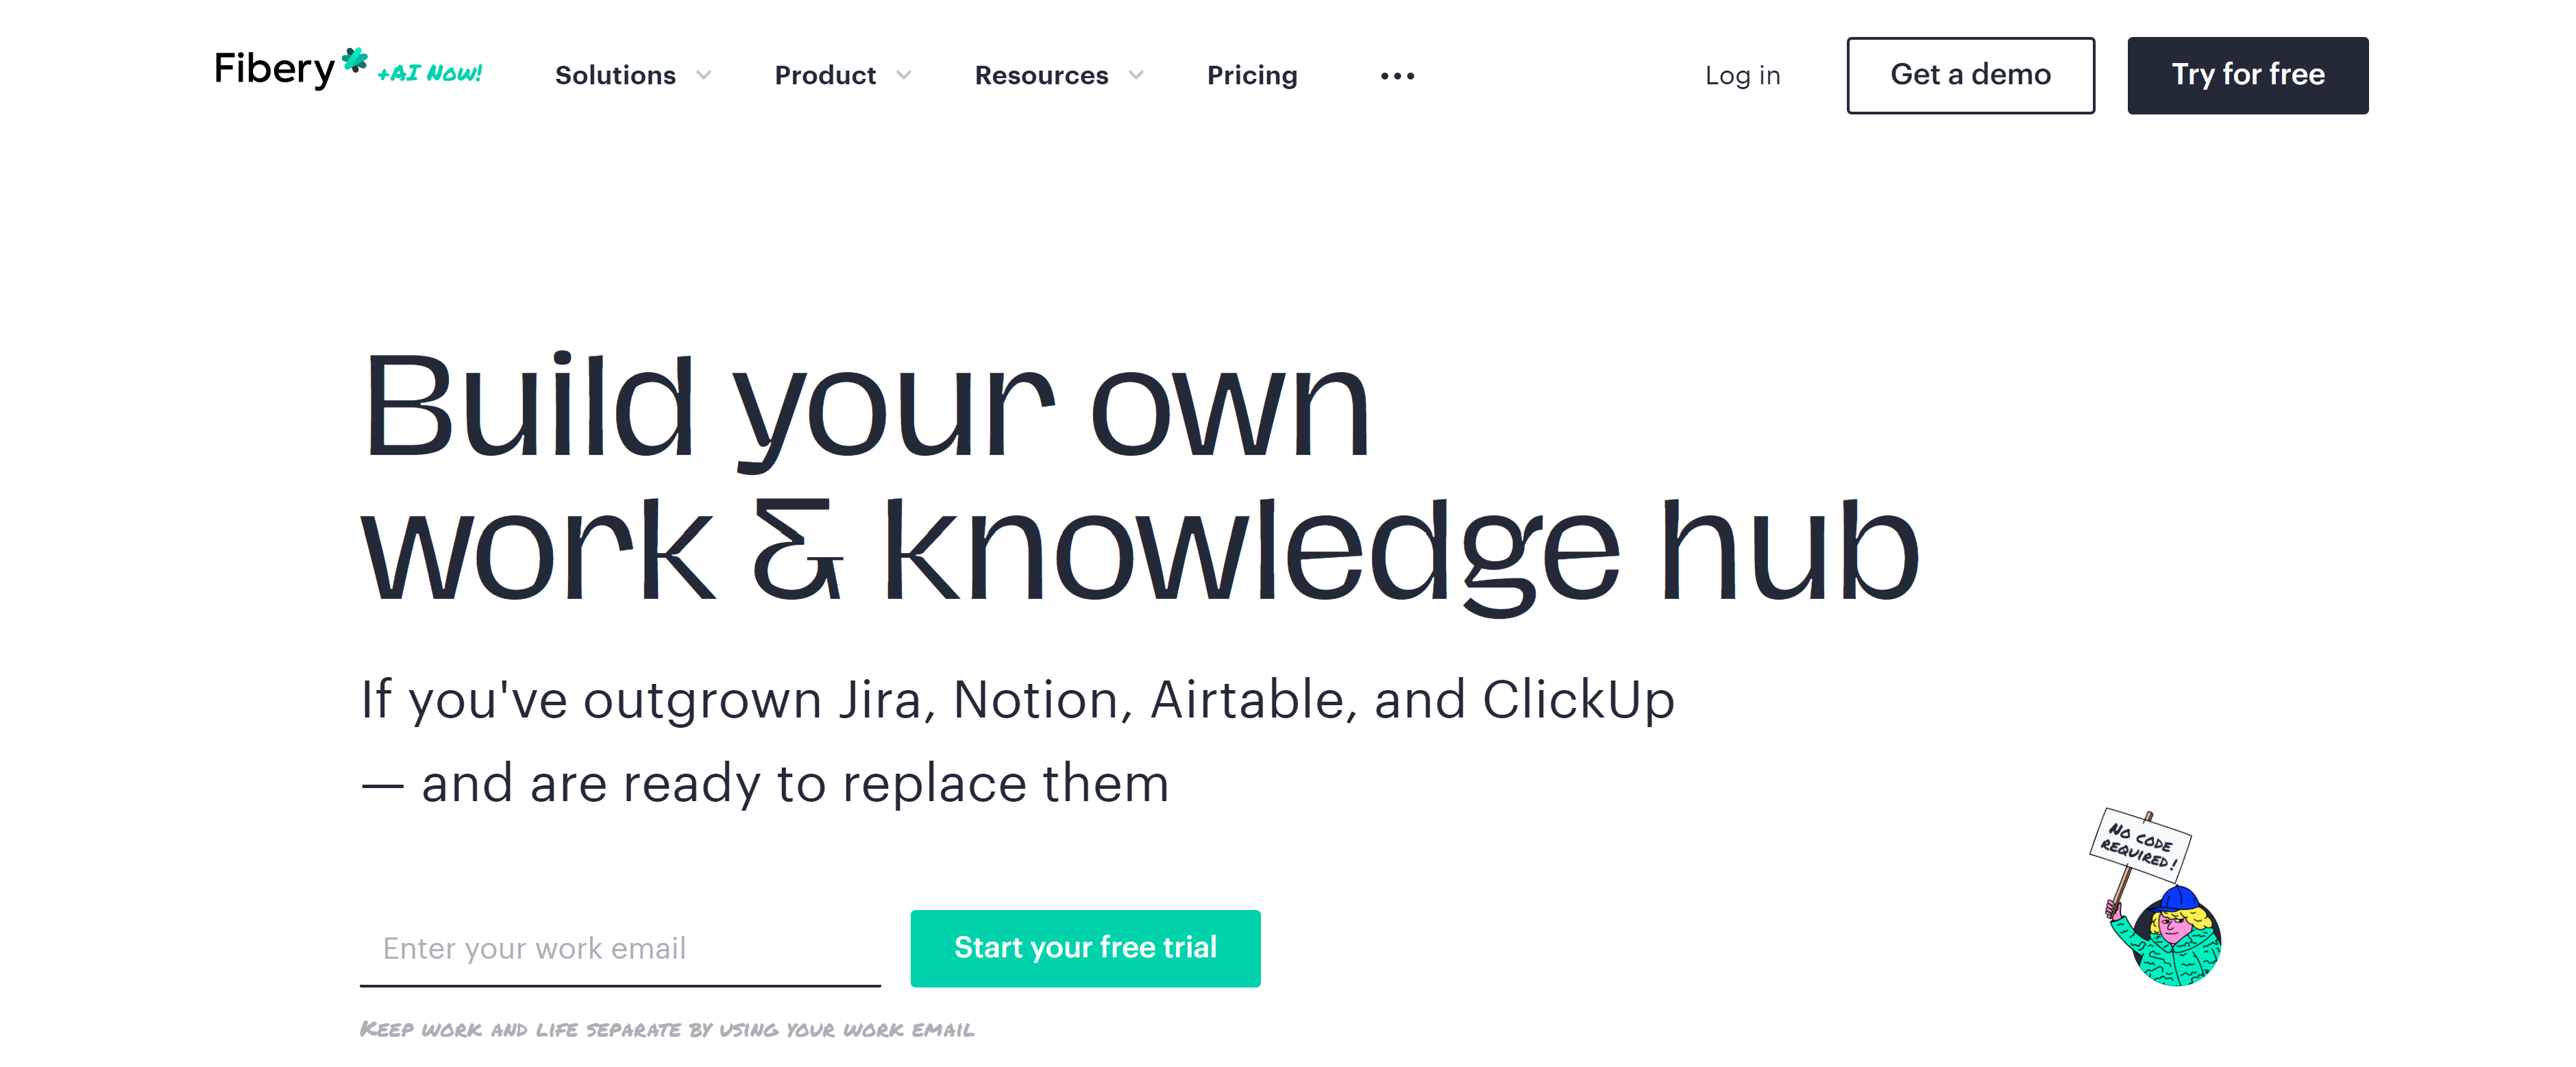 Fibery +AI Now!
Solutions
Product
Resources
Pricing
Log in
Get a demo
Try for free
Build your own
work & knowledge hub
If you've outgrown Jira, Notion, Airtable, and ClickUp
— and are ready to replace them
No code
required!
Enter your work email
Start your free trial
Keep work and life separate by using your work email